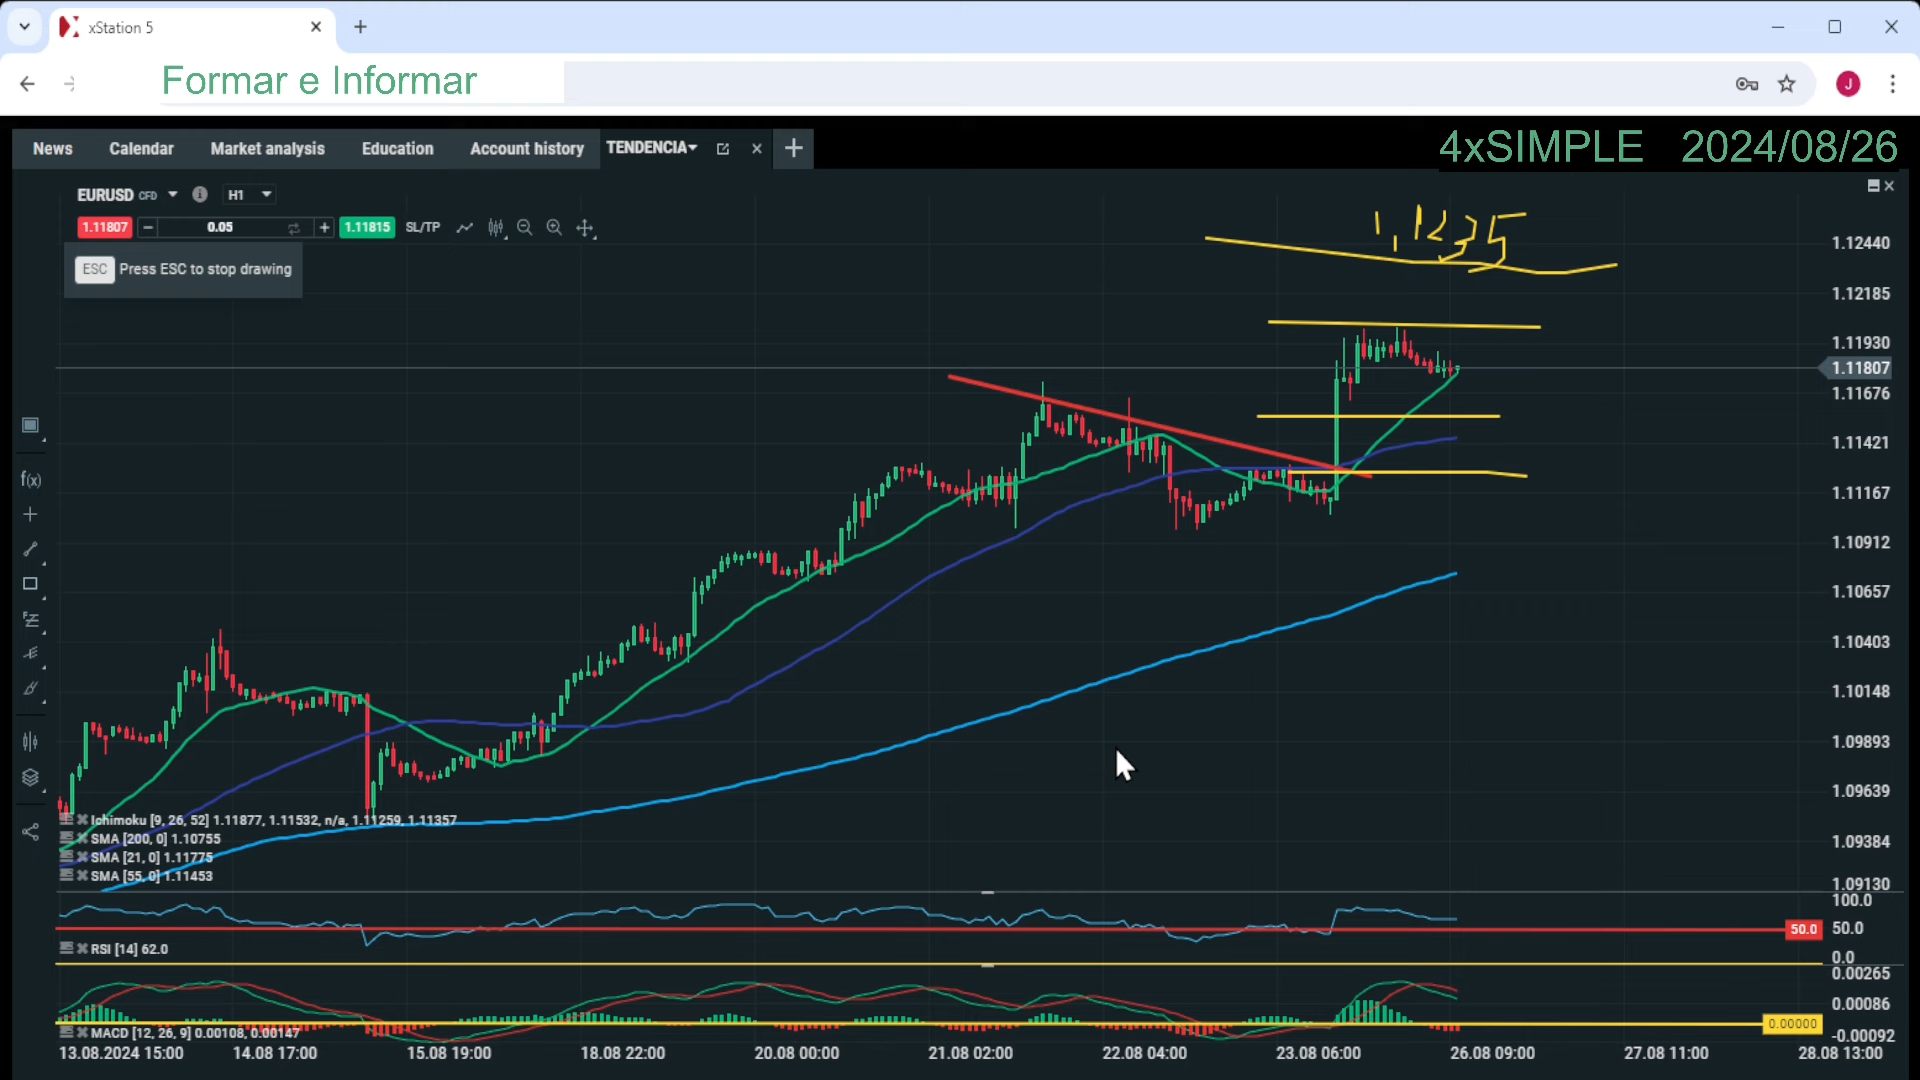 xStation 5
Formar e Informar
J
News Calendar Market analysis Education Account history TENDENCIA
4xSIMPLE 2024/08/26
EURUSD CFD H1
1.11807 0.05 1.11815 SL/TP
ESC Press ESC to stop drawing
1,1235
1.12440
1.12185
1.11930
1.11807
1.11676
1.11421
1.11167
1.10912
1.10657
1.10403
1.10148
1.09893
1.09639
1.09384
1.09130
f(x)
Ichimoku [9, 26, 52] 1.11877, 1.11532, n/a, 1.11259, 1.11357
SMA [200, 0] 1.10755
SMA [21, 0] 1.11775
SMA [55, 0] 1.11453
100.0
50.0 50.0
RSI [14] 62.0
0.0
0.00265
0.00086
0.00000
-0.00092
MACD [12, 26, 9] 0.00108, 0.00147
13.08.2024 15:00 14.08 17:00 15.08 19:00 18.08 22:00 20.08 00:00 21.08 02:00 22.08 04:00 23.08 06:00 26.08 09:00 27.08 11:00 28.08 13:00